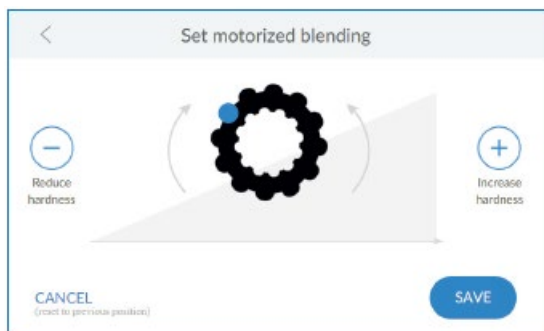 Set motorized blending
Reduce
hardness
Increase
hardness
CANCEL
(reset to previous position)
SAVE